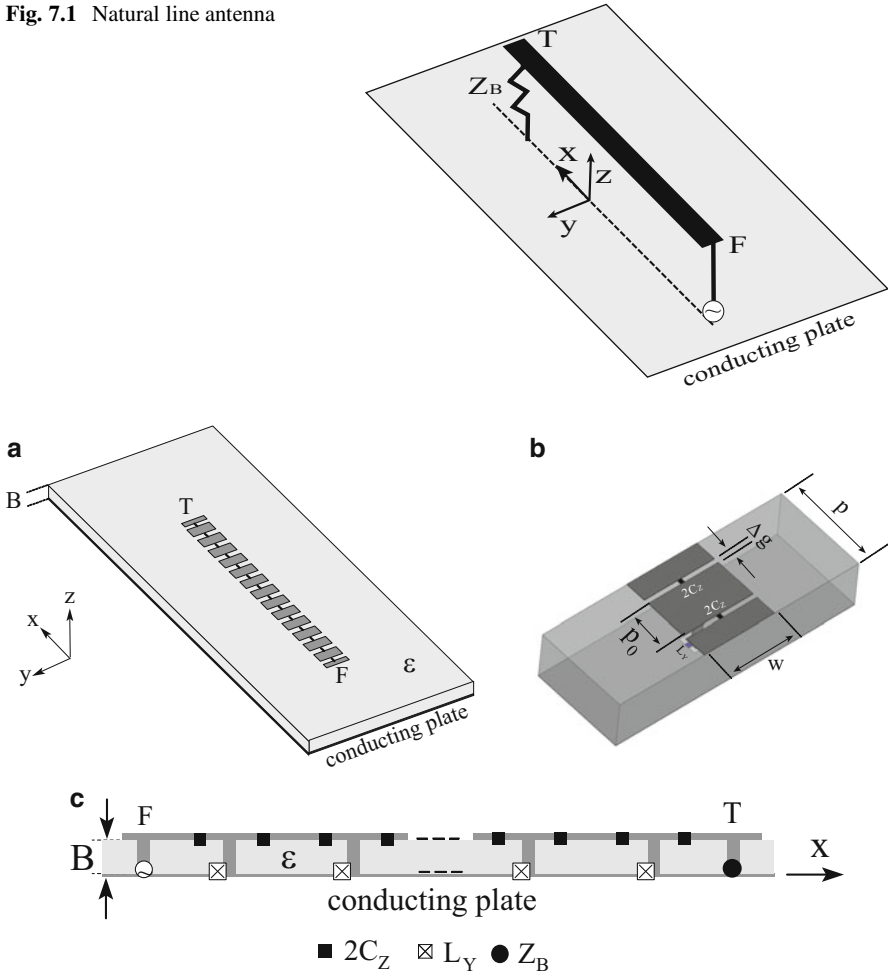 Fig. 7.1 Natural line antenna
T
Z_B
x
z
y
F
~
conducting plate
a
B
T
z
x
y
F
ε
conducting plate
b
p
Δg
2C_Z
2C_Z
p_0
L_Y
w
c
F
T
B
ε
x
~
conducting plate
2C_Z L_Y Z_B